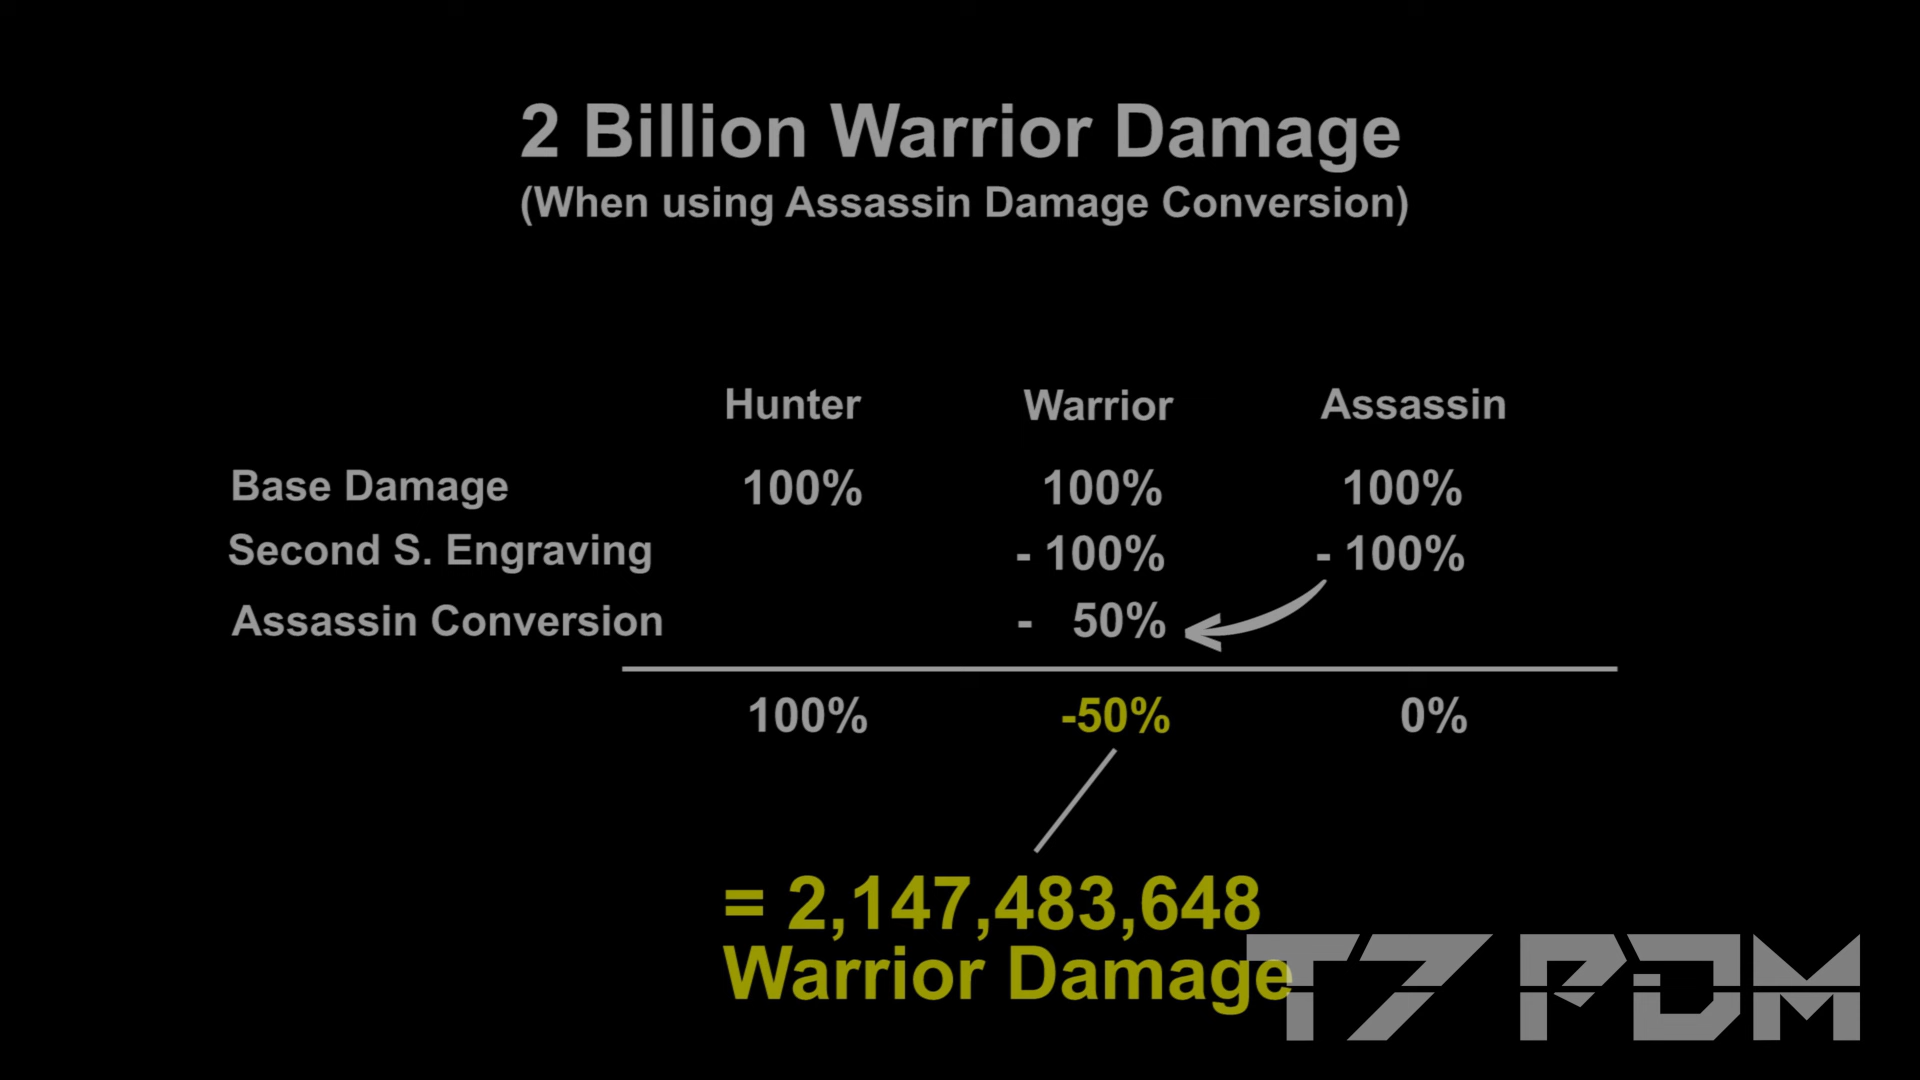 2 Billion Warrior Damage
(When using Assassin Damage Conversion)
Hunter Warrior Assassin
Base Damage 100% 100% 100%
Second S. Engraving - 100% - 100%
Assassin Conversion - 50%
100% -50% 0%
= 2,147,483,648
Warrior Damage
T7 PDM